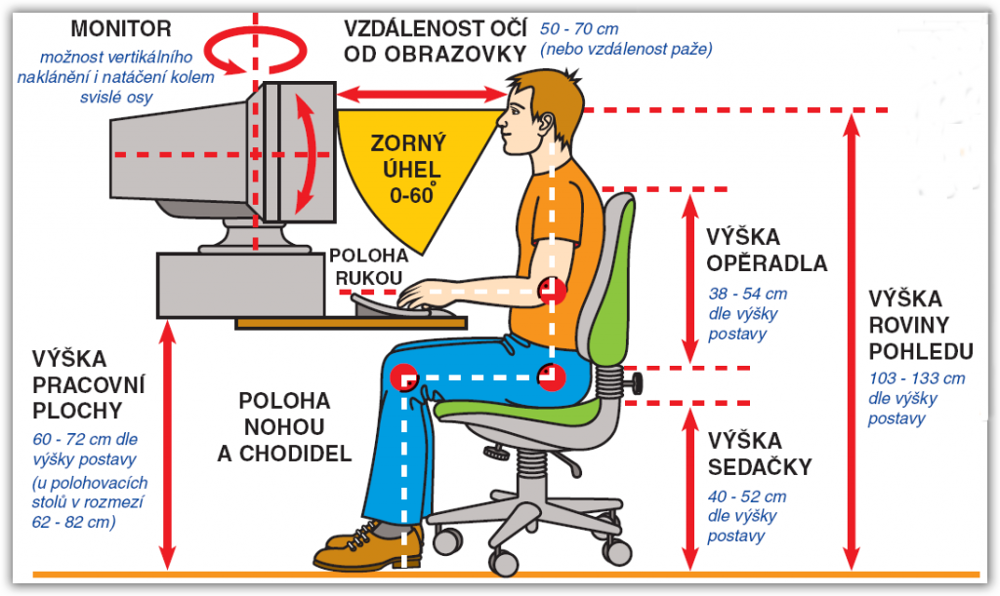 MONITOR
možnost vertikálního
naklánění i natáčení kolem
svislé osy
VZDÁLENOST OČÍ
OD OBRAZOVKY
50 - 70 cm
(nebo vzdálenost paže)
ZORNÝ
ÚHEL
0-60°
POLOHA
RUKOU
VÝŠKA
OPĚRADLA
38 - 54 cm
dle výšky
postavy
VÝŠKA
ROVINY
POHLEDU
103 - 133 cm
dle výšky
postavy
VÝŠKA
PRACOVNÍ
PLOCHY
60 - 72 cm dle
výšky postavy
(u polohovacích
stolů v rozmezí
62 - 82 cm)
POLOHA
NOHOU
A CHODIDEL
VÝŠKA
SEDAČKY
40 - 52 cm
dle výšky
postavy